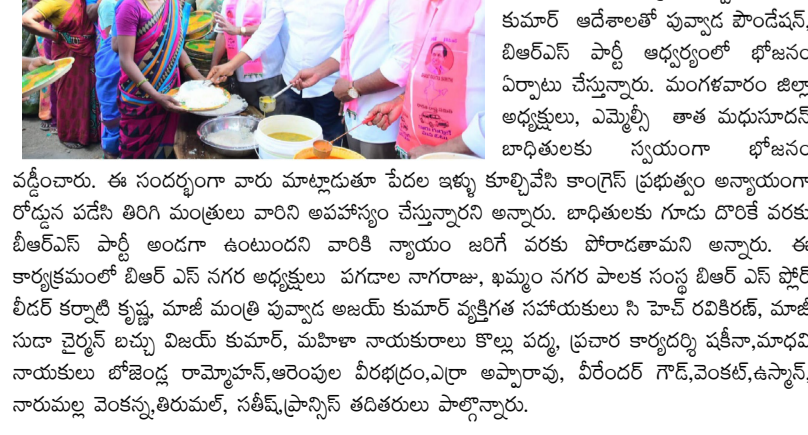 కుమార్ ఆదేశాలతో పువ్వాడ పౌండేషన్,
బిఆర్ఎస్ పార్టీ ఆధ్వర్యంలో భోజనం
ఏర్పాటు చేస్తున్నారు. మంగళవారం జిల్లా
అధ్యక్షులు, ఎమ్మెల్సీ తాత మధుసూదన్
బాధితులకు స్వయంగా భోజనం
వడ్డీంచారు. ఈ సందర్భంగా వారు మాట్లాడుతూ పేదల ఇళ్ళు కూల్చివేసి కాంగ్రెస్ ప్రభుత్వం అన్యాయంగా
రోడ్డున పడేసి తిరిగి మంత్రులు వారిని అపహాస్యం చేస్తున్నారని అన్నారు. బాధితులకు గూడు దొరికే వరకు
బీఆర్ఎస్ పార్టీ అండగా ఉంటుందని వారికి న్యాయం జరిగే వరకు పోరాడతామని అన్నారు. ఈ
కార్యక్రమంలో బిఆర్ ఎస్ నగర అధ్యక్షులు పగడాల నాగరాజు, ఖమ్మం నగర పాలక సంస్థ బిఆర్ ఎస్ ఫ్లోర్
లీడర్ కర్నాటి కృష్ణ, మాజీ మంత్రి పువ్వాడ అజయ్ కుమార్ వ్యక్తిగత సహాయకులు సి హెచ్ రవికిరణ్, మాజీ
సుడా చైర్మన్ బచ్చు విజయ్ కుమార్, మహిళా నాయకురాలు కొల్లు పద్మ, ప్రచార కార్యదర్శి షకీనా,మాధవి
నాయకులు బోజెండ్ల రామ్మోహన్,ఆరెంపుల వీరభద్రం,ఎర్రా అప్పారావు, వీరేందర్ గౌడ్,వెంకట్,ఉస్మాన్,
నారుమల్ల వెంకన్న,తిరుమల్, సతీష్,ఫ్రాన్సిస్ తదితరులు పాల్గొన్నారు.